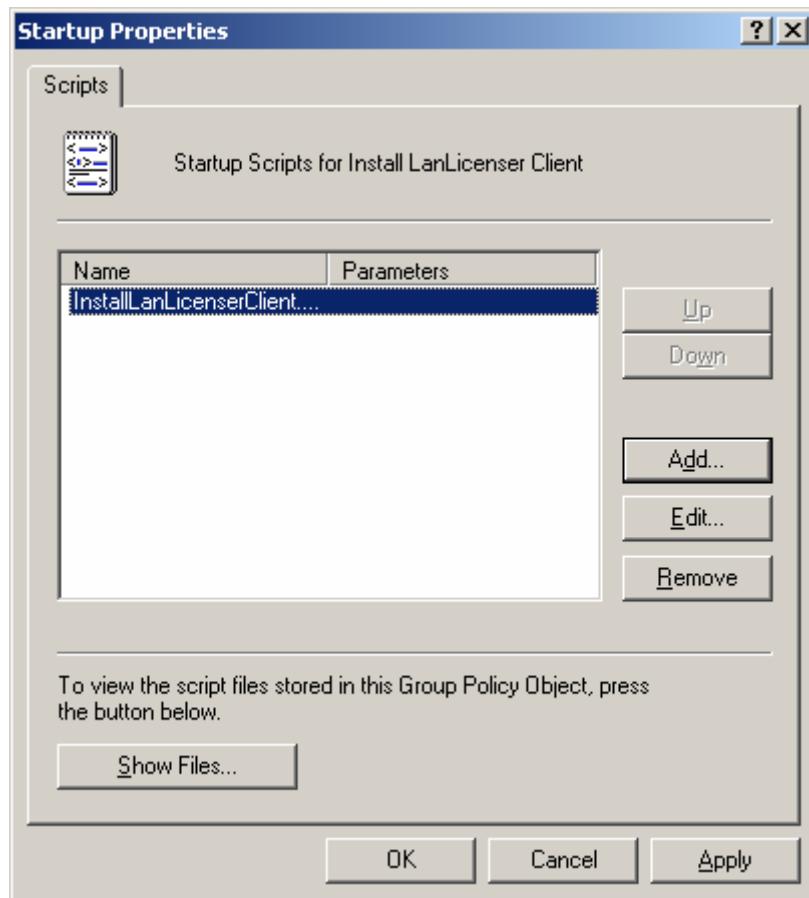 Startup Properties
Scripts
Startup Scripts for Install LanLicenser Client
Name Parameters
InstallLanLicenserClient....
Up
Down
Add...
Edit...
Remove
To view the script files stored in this Group Policy Object, press
the button below.
Show Files...
OK Cancel Apply